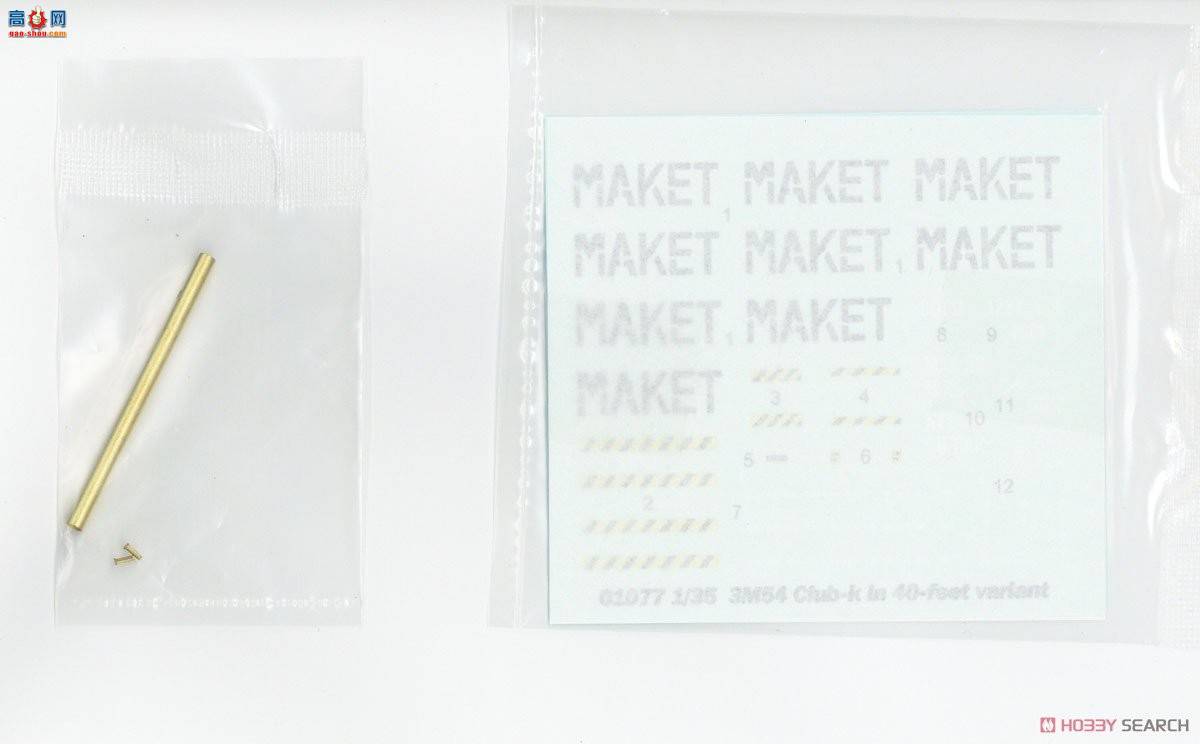 高手网
gao-shou.com
MAKET MAKET MAKET
1
MAKET MAKET 1 MAKET
MAKET 1 MAKET
8 9
MAKET
3 4
10 11
5 6
2 7 12
01077 1/35 3M54 Club-k in 40-feet variant
HOBBY SEARCH